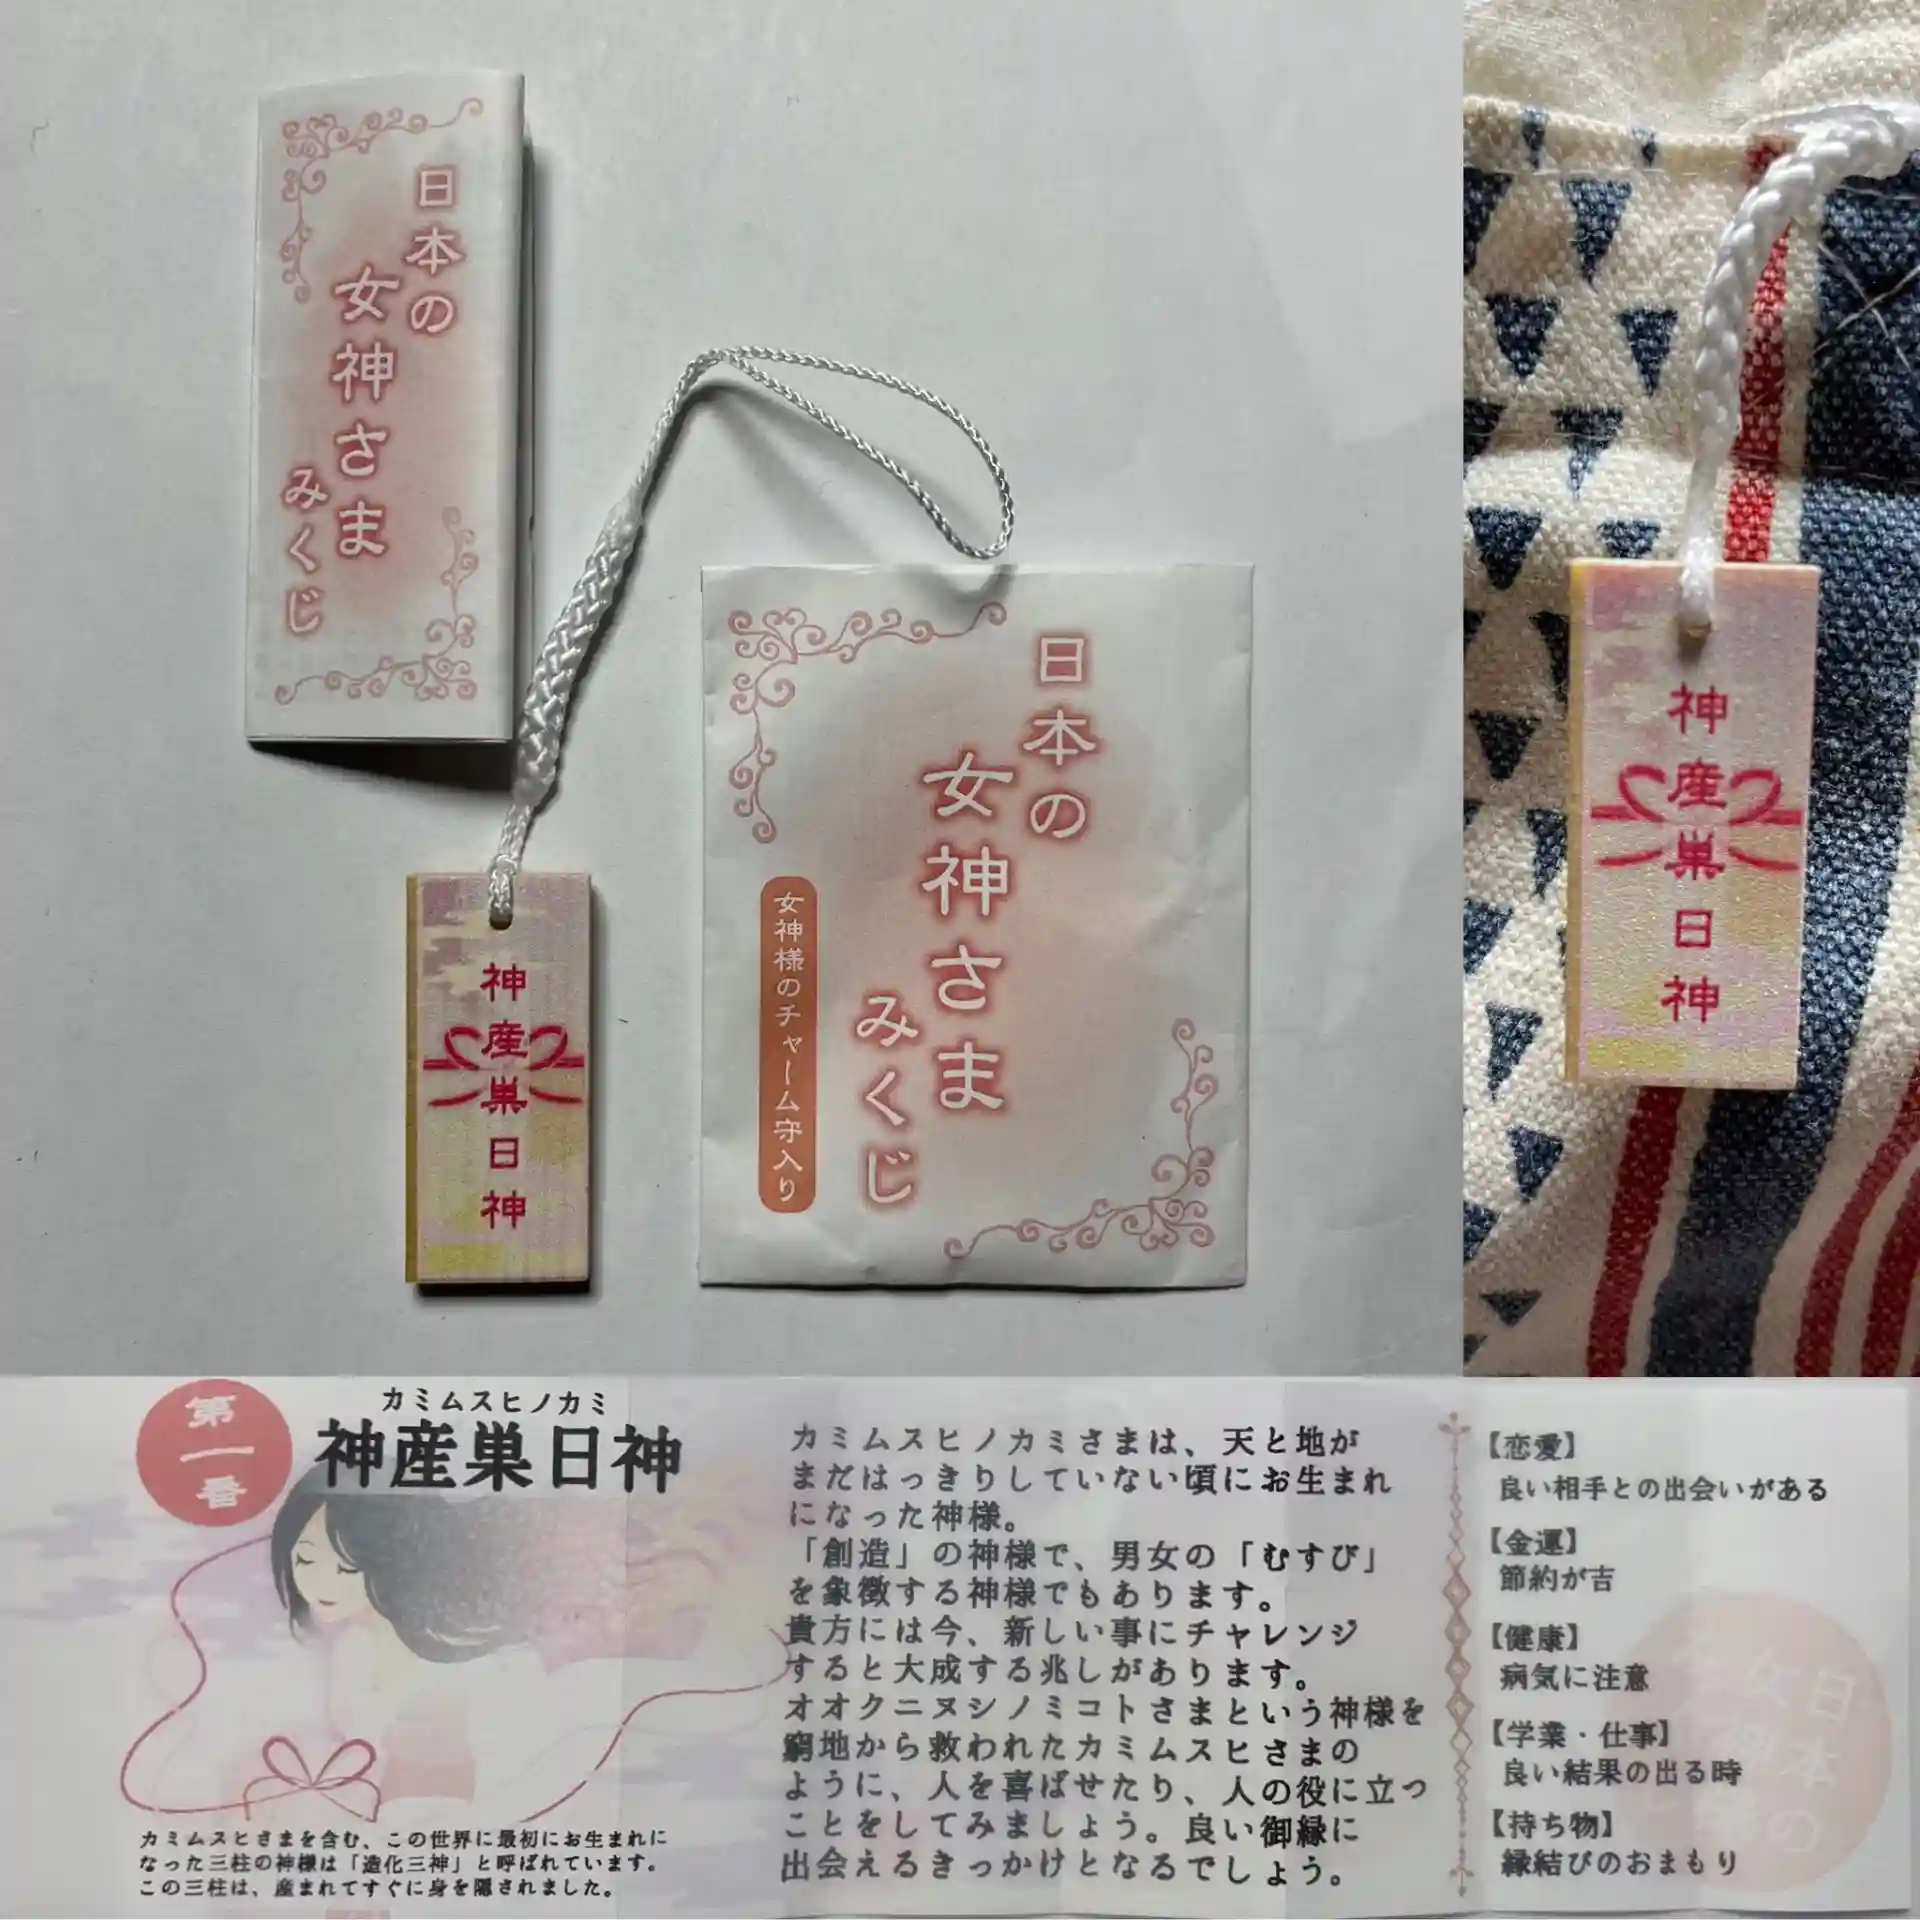 日本の
女神さま
みくじ
日本の
女神さま
みくじ
女神様のチャーム守入り
神産巣日神
神産巣日神
第一番
カミムスヒノカミ
神産巣日神
カミムスヒさまを含む、この世界に最初にお生まれに
なった三柱の神様は「造化三神」と呼ばれています。
この三柱は、産まれてすぐに身を隠されました。
カミムスヒノカミさまは、天と地が
まだはっきりしていない頃にお生まれ
になった神様。
「創造」の神様で、男女の「むすび」
を象徴する神様でもあります。
貴方には今、新しい事にチャレンジ
すると大成する兆しがあります。
オオクニヌシノミコトさまという神様を
窮地から救われたカミムスヒさまの
ように、人を喜ばせたり、人の役に立つ
ことをしてみましょう。良い御縁に
出会えるきっかけとなるでしょう。
【恋愛】
良い相手との出会いがある
【金運】
節約が吉
【健康】
病気に注意
【学業・仕事】
良い結果の出る時
【持ち物】
縁結びのおまもり
日本の